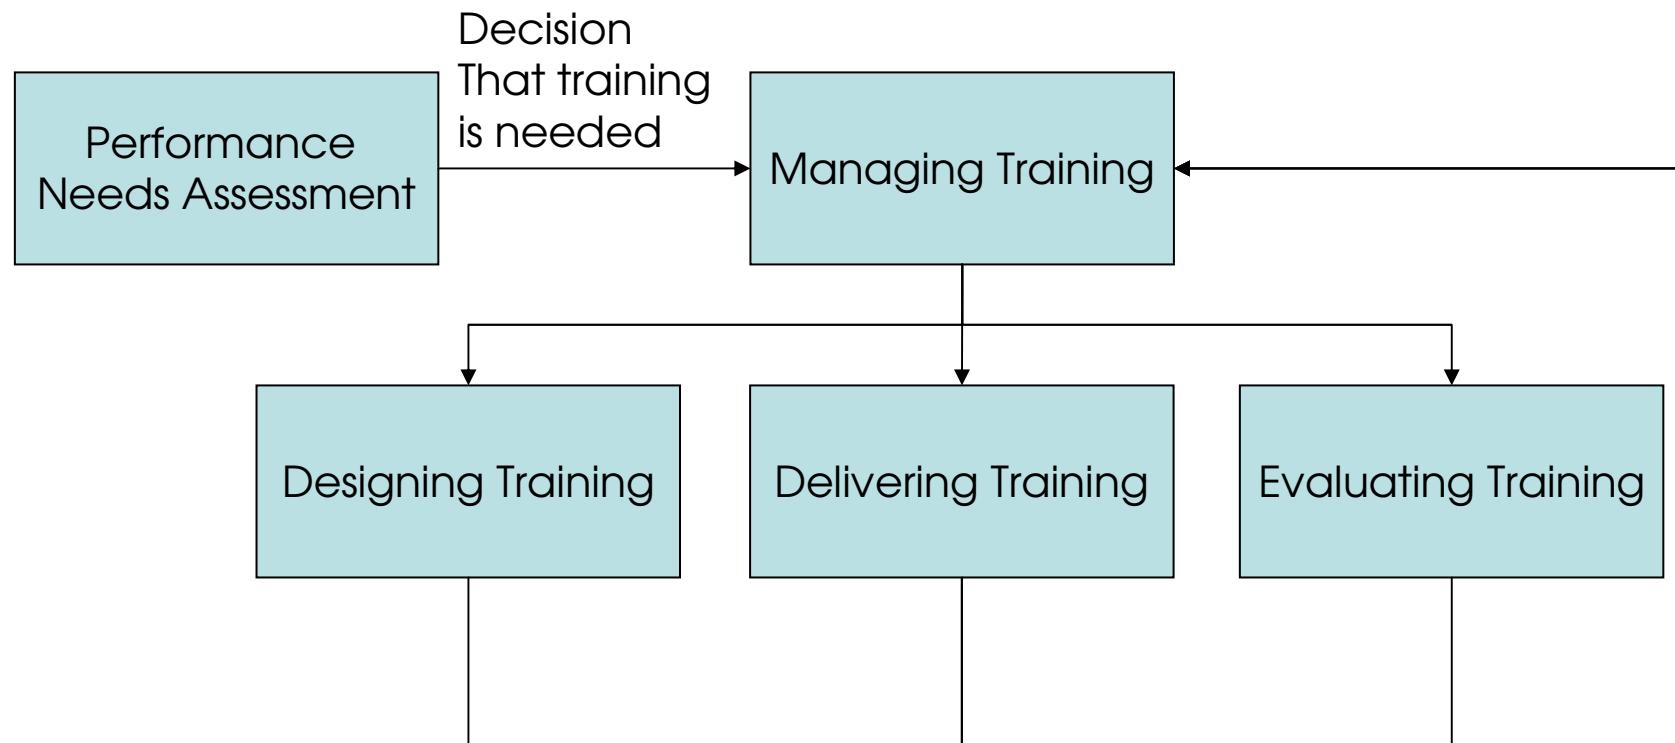 Decision
That training
is needed
Performance
Needs Assessment
Managing Training
Designing Training
Delivering Training
Evaluating Training